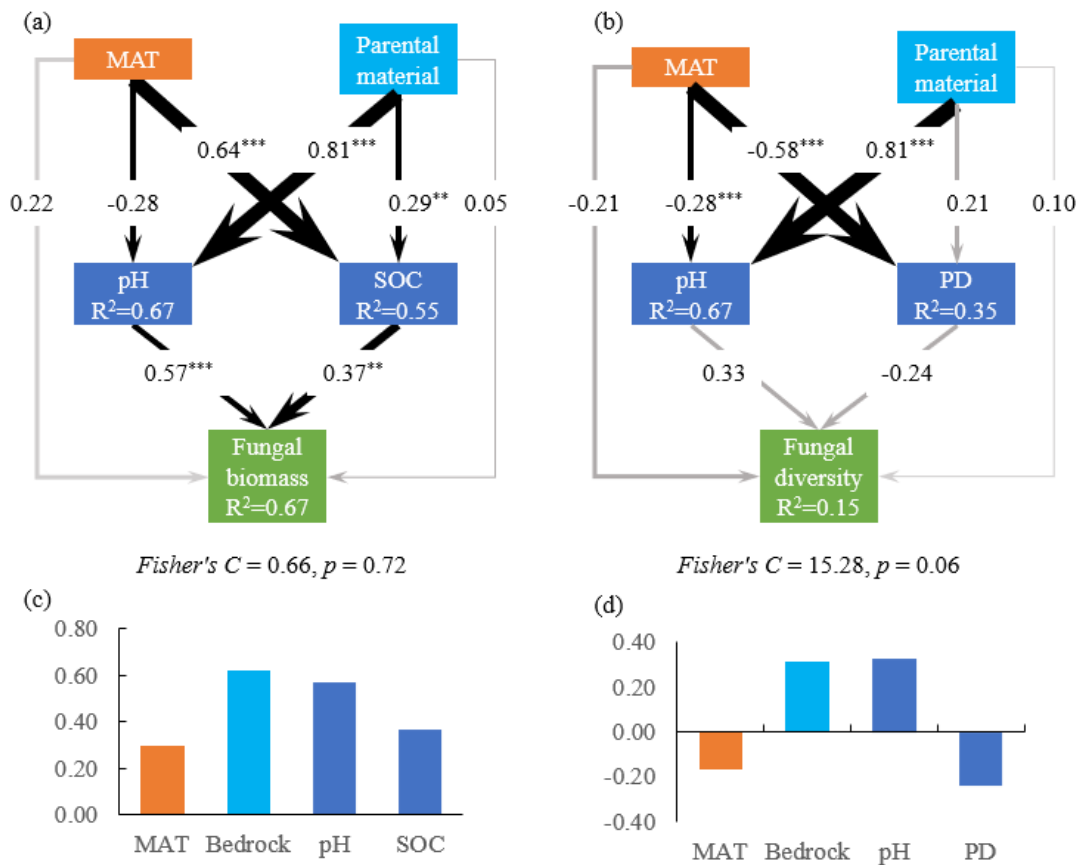 (a)
MAT
Parental
material
0.64***
0.81***
0.22
-0.28
0.29**
0.05
pH
R²=0.67
SOC
R²=0.55
0.57***
0.37**
Fungal
biomass
R²=0.67
Fisher's C = 0.66, p = 0.72
(b)
MAT
Parental
material
-0.58***
0.81***
-0.21
-0.28***
0.21
0.10
pH
R²=0.67
PD
R²=0.35
0.33
-0.24
Fungal
diversity
R²=0.15
Fisher's C = 15.28, p = 0.06
(c)
0.80
0.60
0.40
0.20
0.00
MAT Bedrock pH SOC
(d)
0.40
0.20
0.00
-0.20
-0.40
MAT Bedrock pH PD